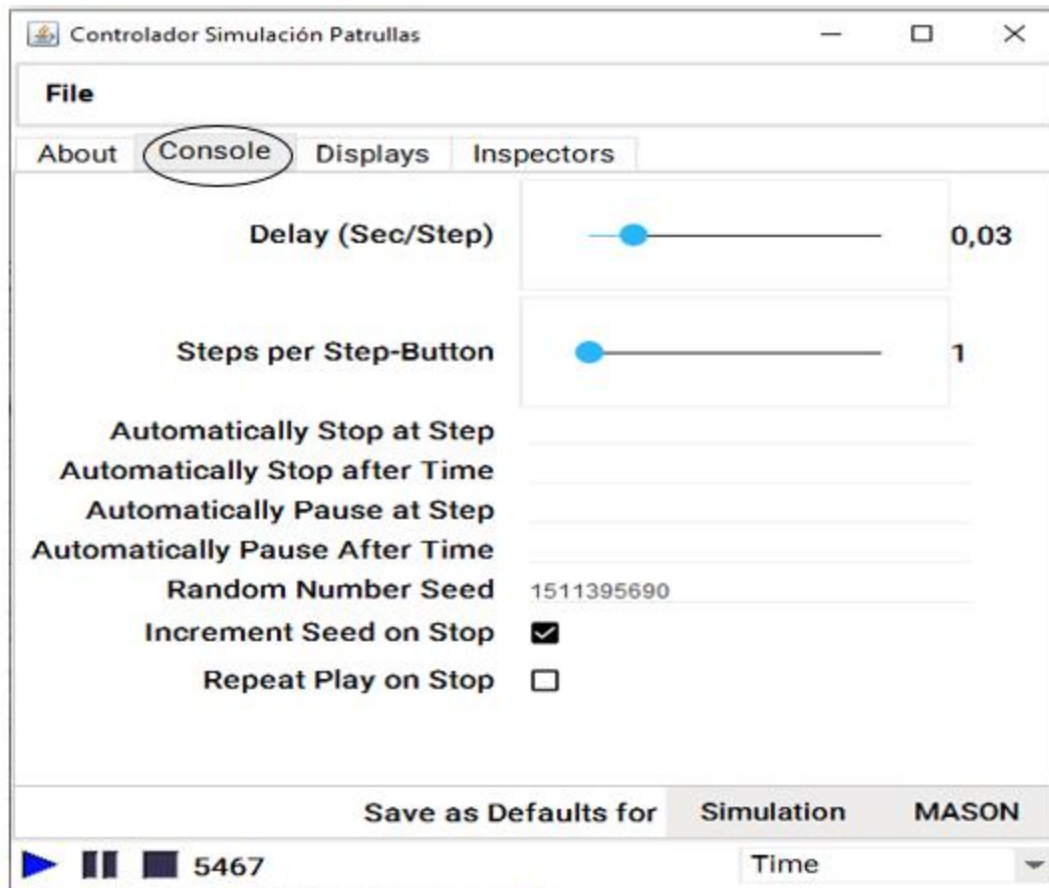 Controlador Simulación Patrullas
File
About Console Displays Inspectors
Delay (Sec/Step) 0,03
Steps per Step-Button 1
Automatically Stop at Step
Automatically Stop after Time
Automatically Pause at Step
Automatically Pause After Time
Random Number Seed 1511395690
Increment Seed on Stop
Repeat Play on Stop
Save as Defaults for Simulation MASON
5467 Time